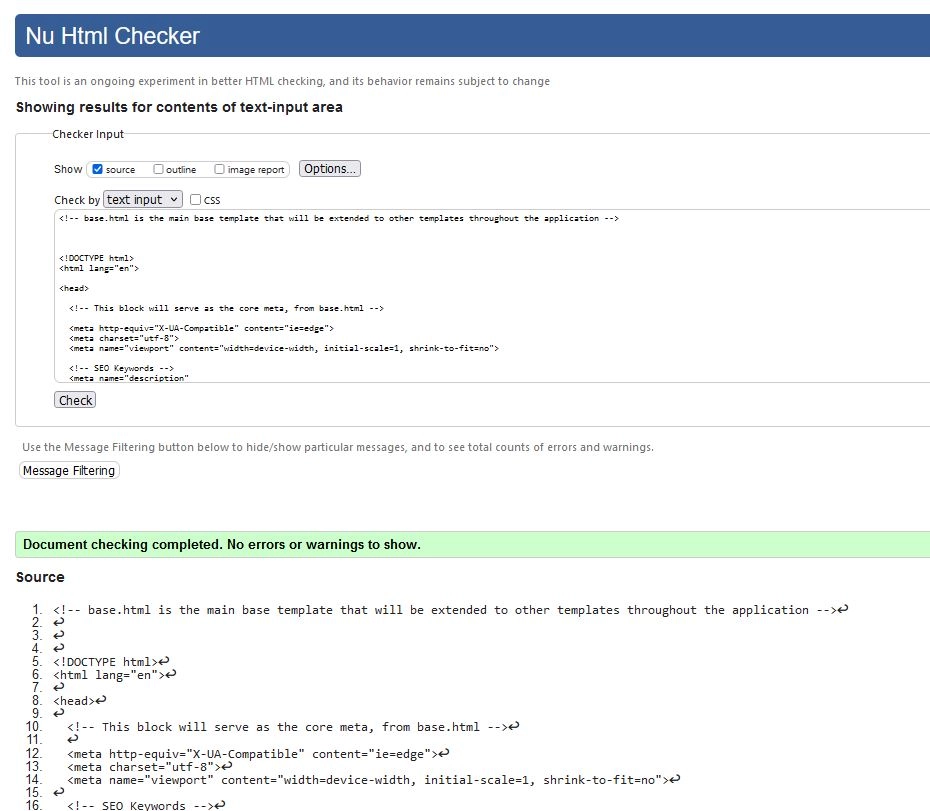 Nu Html Checker
This tool is an ongoing experiment in better HTML checking, and its behavior remains subject to change
Showing results for contents of text-input area
Checker Input
Show source outline image report Options...
Check by text input css
<!-- base.html is the main base template that will be extended to other templates throughout the application -->
<!DOCTYPE html>
<html lang="en">
<head>
<!-- This block will serve as the core meta, from base.html -->
<meta http-equiv="X-UA-Compatible" content="ie=edge">
<meta charset="utf-8">
<meta name="viewport" content="width=device-width, initial-scale=1, shrink-to-fit=no">
<!-- SEO Keywords -->
<meta name="description"
Check
Use the Message Filtering button below to hide/show particular messages, and to see total counts of errors and warnings.
Message Filtering
Document checking completed. No errors or warnings to show.
Source
1. <!-- base.html is the main base template that will be extended to other templates throughout the application -->↩
2. ↩
3. ↩
4. ↩
5. <!DOCTYPE html>↩
6. <html lang="en">↩
7. ↩
8. <head>↩
9. ↩
10. <!-- This block will serve as the core meta, from base.html -->↩
11. ↩
12. <meta http-equiv="X-UA-Compatible" content="ie=edge">↩
13. <meta charset="utf-8">↩
14. <meta name="viewport" content="width=device-width, initial-scale=1, shrink-to-fit=no">↩
15. ↩
16. <!-- SEO Keywords -->↩